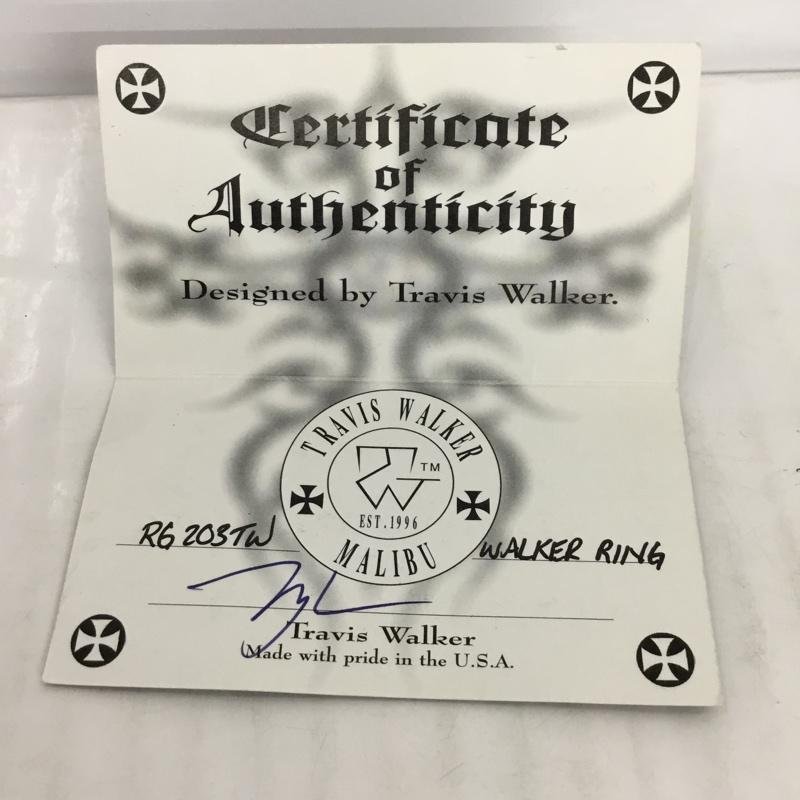 Certificate
of
Authenticity
Designed by Travis Walker.
TRAVIS WALKER
TW TM
EST. 1996
MALIBU
RG 203TW
WALKER RING
Travis Walker
Made with pride in the U.S.A.